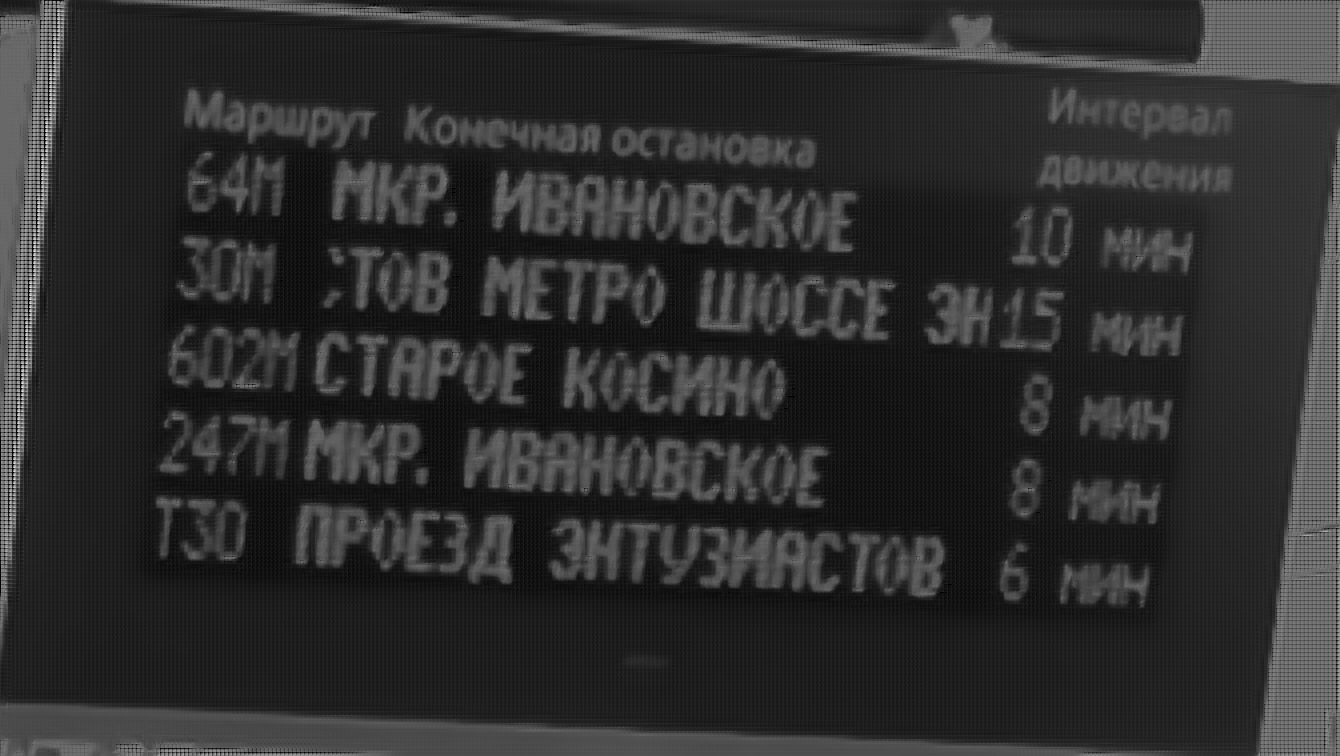 Маршрут Конечная остановка Интервал движения
64М МКР. ИВАНОВСКОЕ 10 мин
30М ;ТОВ МЕТРО ШОССЕ ЭН 15 мин
602М СТАРОЕ КОСИНО 8 мин
247М МКР. ИВАНОВСКОЕ 8 мин
Т30 ПРОЕЗД ЭНТУЗИАСТОВ 6 мин